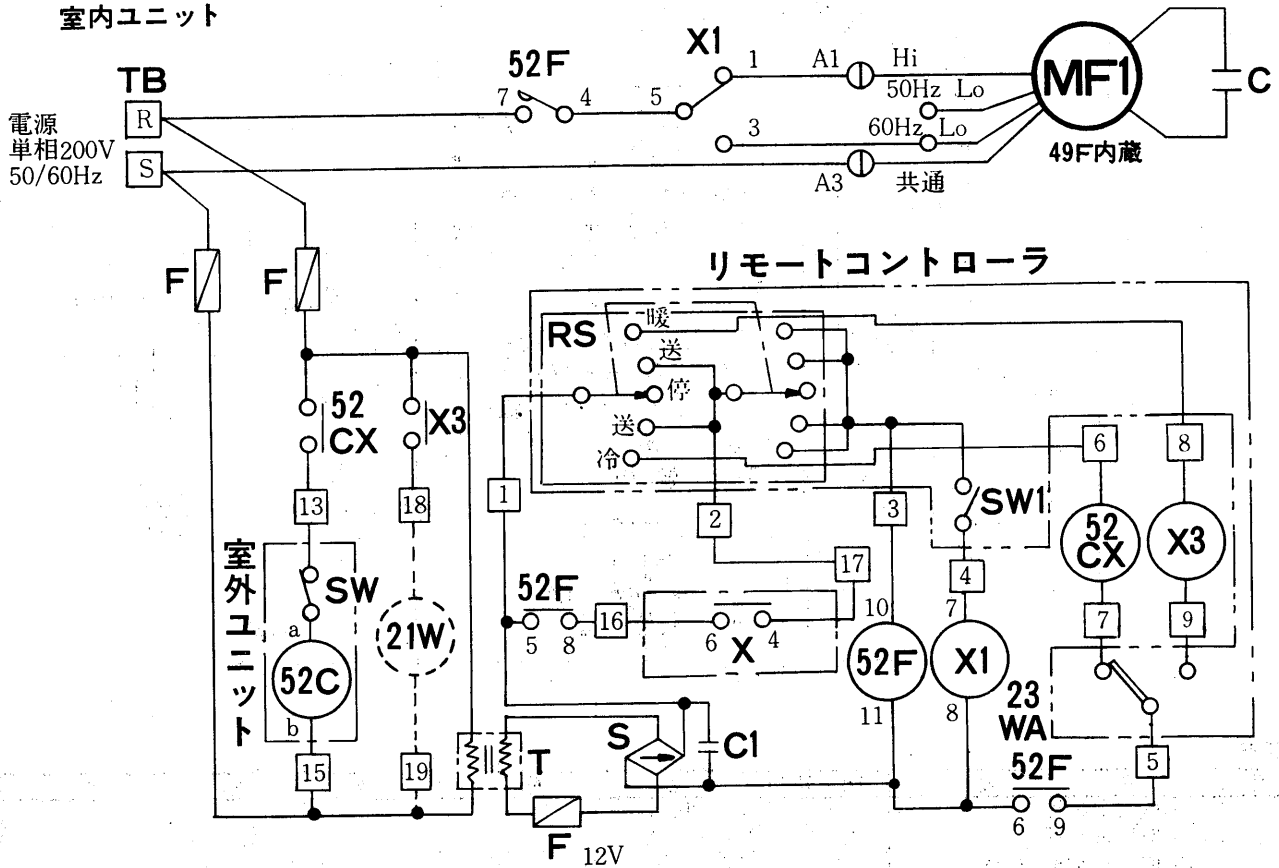 室内ユニット
TB
R
S
電源
単相200V
50/60Hz
52F
7
4
X1
5
1
3
A1
Hi
50Hz Lo
60Hz Lo
A3
共通
MF1
49F内蔵
C
F
F
リモートコントローラ
RS
暖
送
停
送
冷
52
CX
X3
13
18
室外ユニット
SW
a
52C
b
15
21W
19
1
2
3
SW1
4
6
8
52
CX
X3
7
9
17
52F
5
8
16
6
4
X
10
52F
11
7
X1
8
23
WA
5
52F
6
9
T
S
C1
F
12V